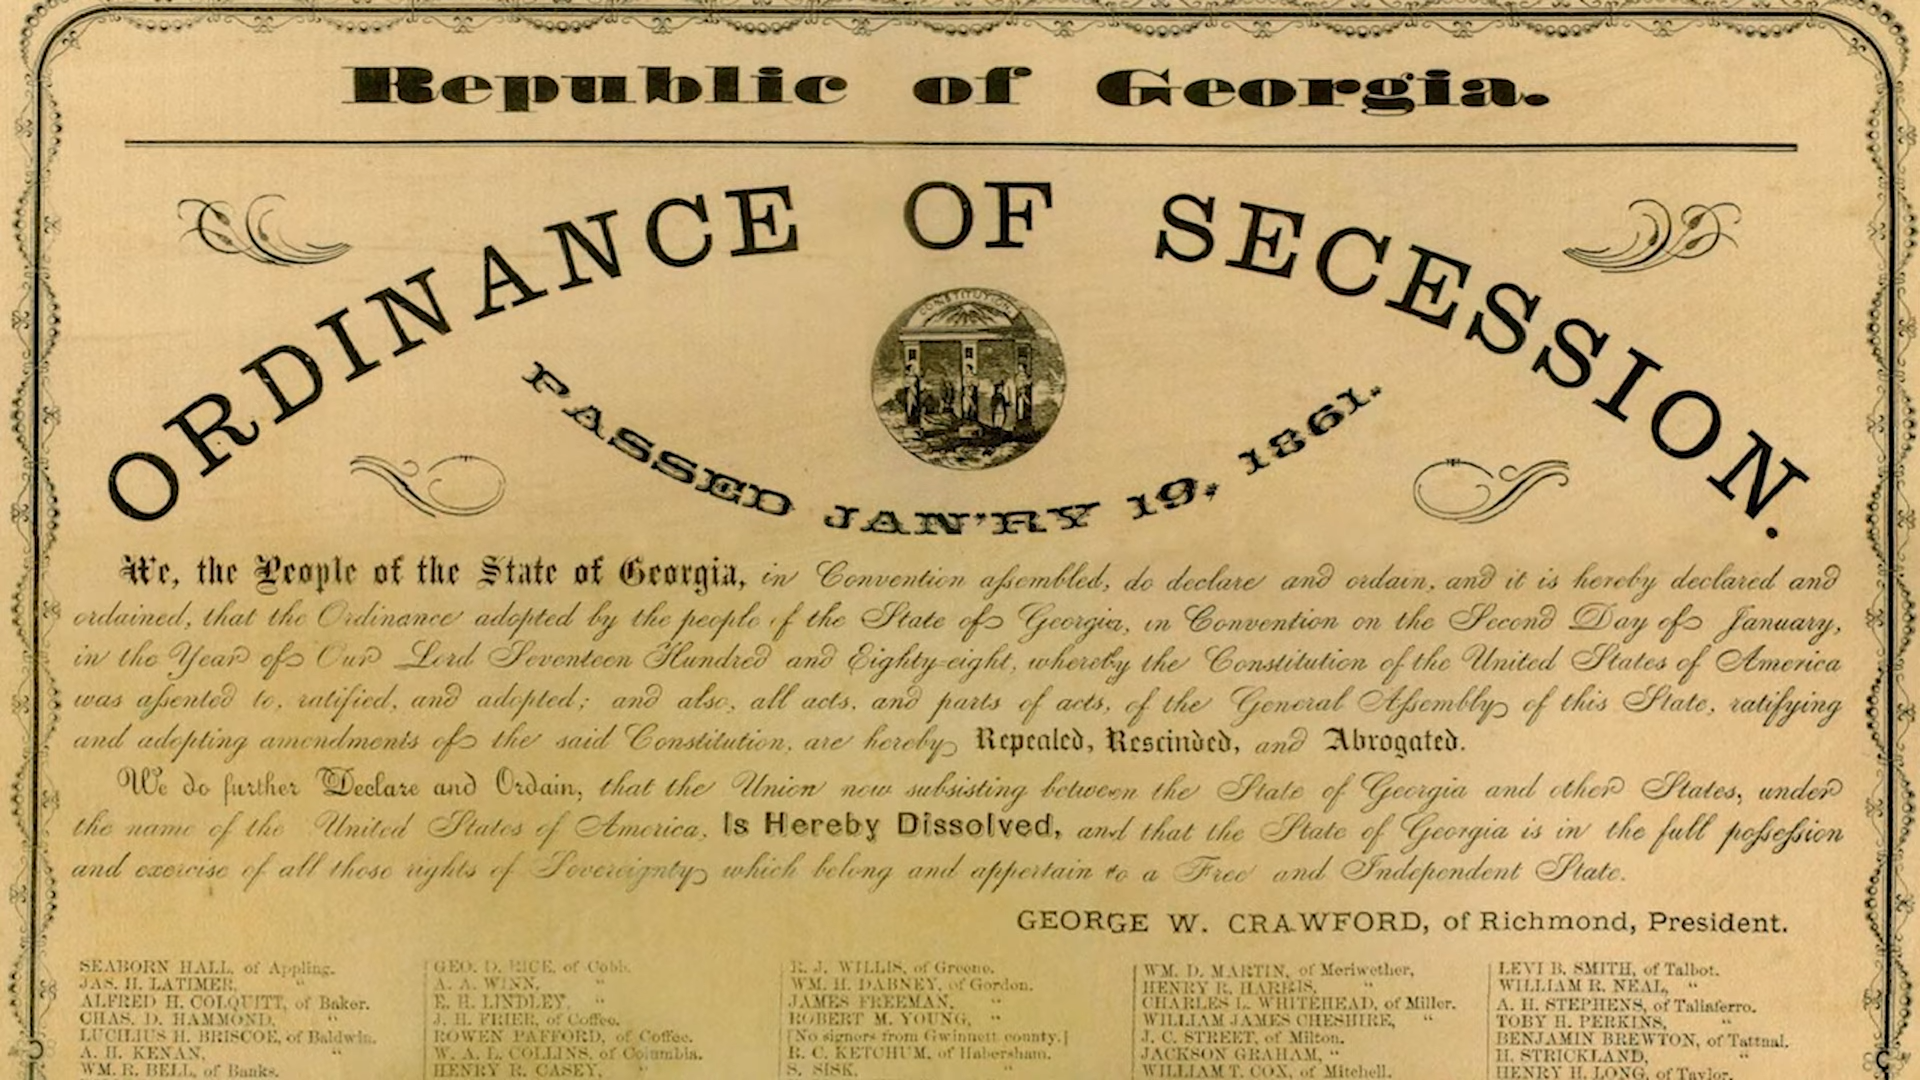 Republic of Georgia.
ORDINANCE OF SECESSION.
CONSTITUTION
PASSED JAN'RY 19, 1861.
We, the People of the State of Georgia, in Convention assembled, do declare and ordain, and it is hereby declared and
ordained, that the Ordinance adopted by the people of the State of Georgia, in Convention on the Second Day of January,
in the Year of Our Lord Seventeen Hundred and Eighty-eight, whereby the Constitution of the United States of America
was assented to, ratified, and adopted; and also, all acts, and parts of acts, of the General Assembly of this State, ratifying
and adopting amendments of the said Constitution, are hereby Repealed, Rescinded, and Abrogated.
We do further Declare and Ordain, that the Union now subsisting between the State of Georgia and other States, under
the name of the United States of America, Is Hereby Dissolved, and that the State of Georgia is in the full possession
and exercise of all those rights of Sovereignty which belong and appertain to a Free and Independent State.
GEORGE W. CRAWFORD, of Richmond, President.
SEABORN HALL, of Appling.
JAS. H. LATIMER, "
ALFRED H. COLQUITT, of Baker.
CHAS. D. HAMMOND, "
LUCILIUS H. BRISCOE, of Baldwin.
A. H. KENAN, "
WM. R. BELL, of Banks.
GEO. D. RICE, of Cobb.
A. A. WINN, "
E. H. LINDLEY, "
J. H. FRIER, of Coffee.
ROWEN PAFFORD, of Coffee.
W. A. L. COLLINS, of Columbia.
HENRY R. CASEY, "
R. J. WILLIS, of Greene.
WM. H. DABNEY, of Gordon.
JAMES FREEMAN, "
ROBERT M. YOUNG, "
[No signors from Gwinnett county.]
R. C. KETCHUM, of Habersham.
S. SISK, "
WM. D. MARTIN, of Meriwether,
HENRY R. HARRIS, "
CHARLES L. WHITEHEAD, of Miller.
WILLIAM JAMES CHESHIRE, "
J. C. STREET, of Milton.
JACKSON GRAHAM, "
WILLIAM T. COX, of Mitchell.
LEVI B. SMITH, of Talbot.
WILLIAM R. NEAL, "
A. H. STEPHENS, of Taliaferro.
TOBY H. PERKINS, "
BENJAMIN BREWTON, of Tattnal.
H. STRICKLAND, "
HENRY H. LONG, of Taylor.